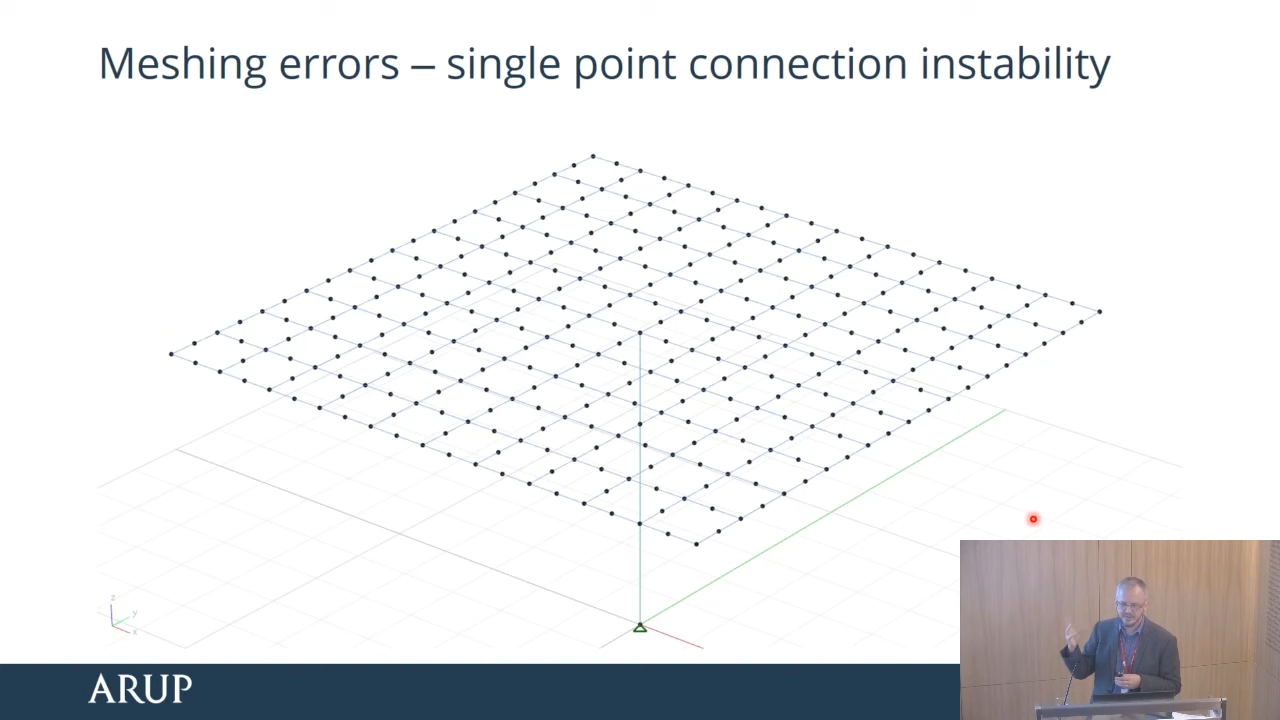 Meshing errors – single point connection instability
z
y
x
ARUP